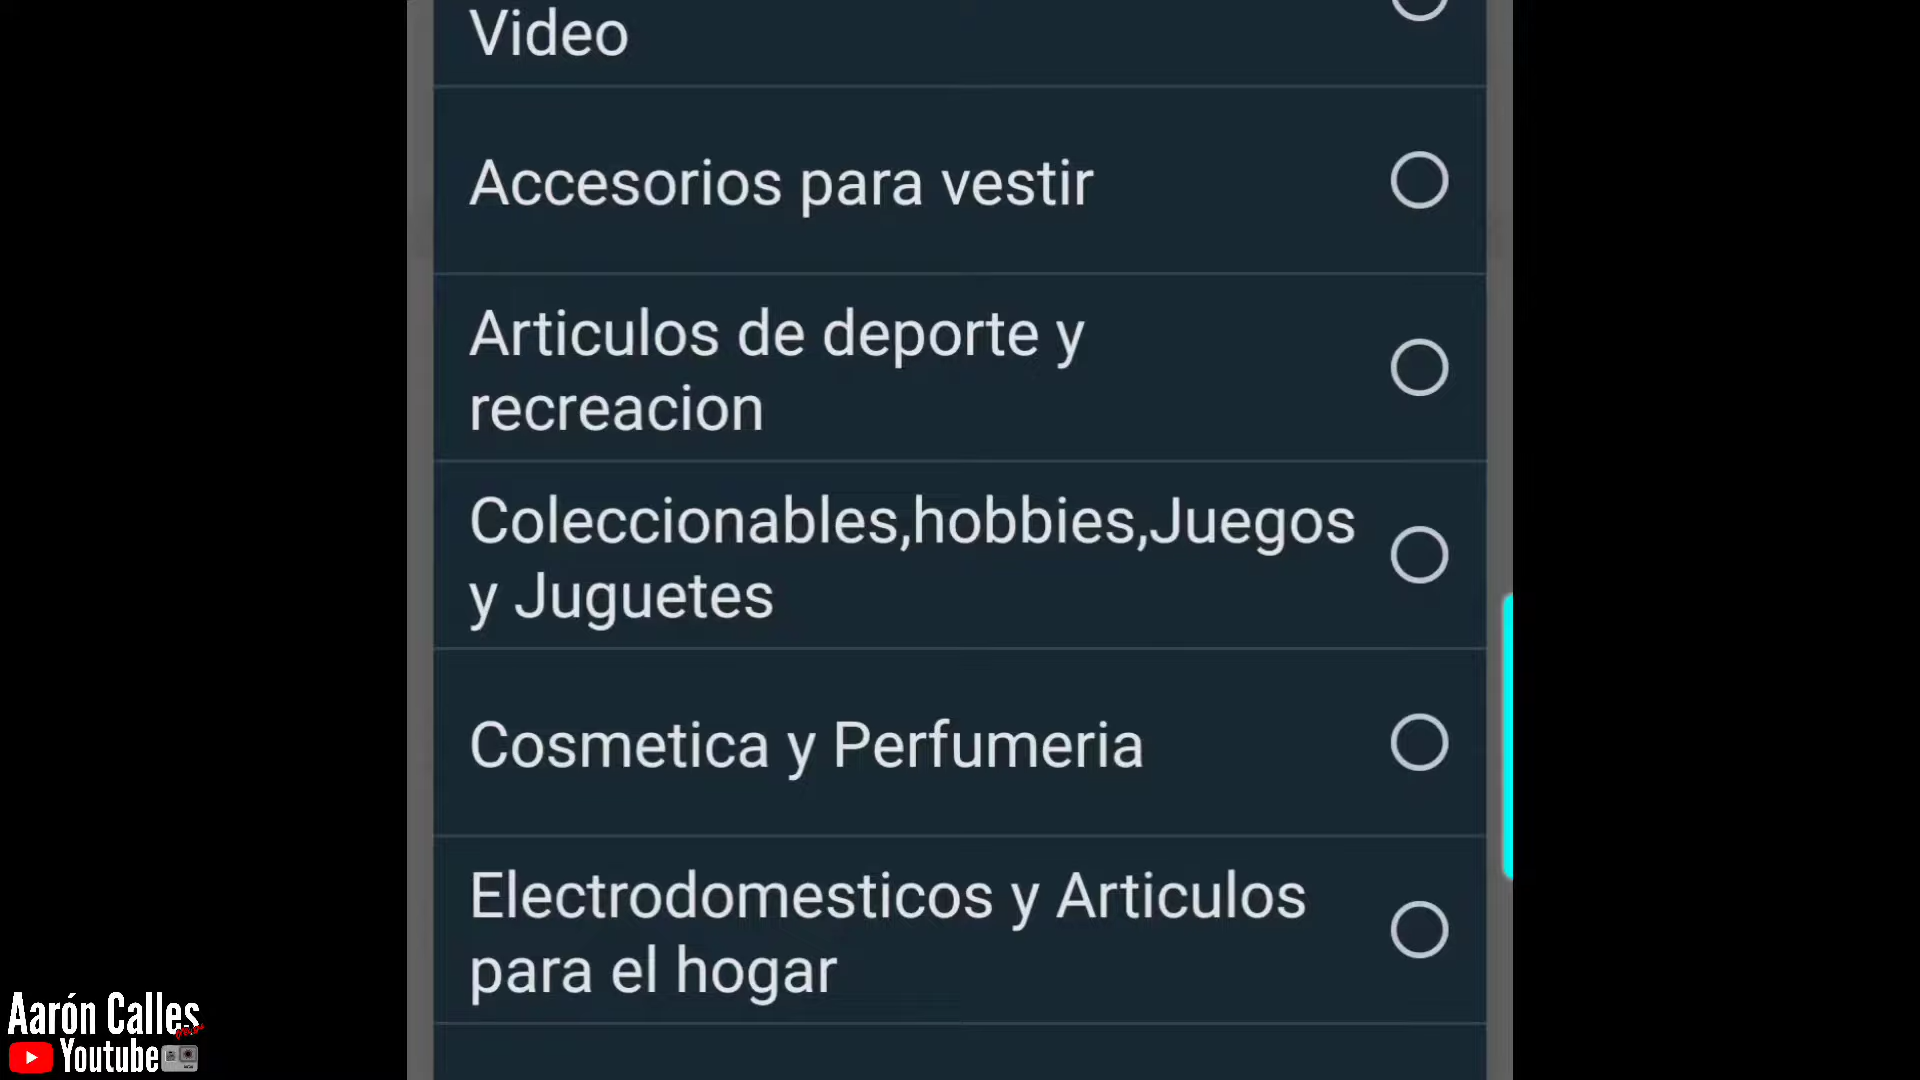 Video
Accesorios para vestir
Articulos de deporte y
recreacion
Coleccionables,hobbies,Juegos
y Juguetes
Cosmetica y Perfumeria
Electrodomesticos y Articulos
para el hogar
Aarón Calles
Youtube